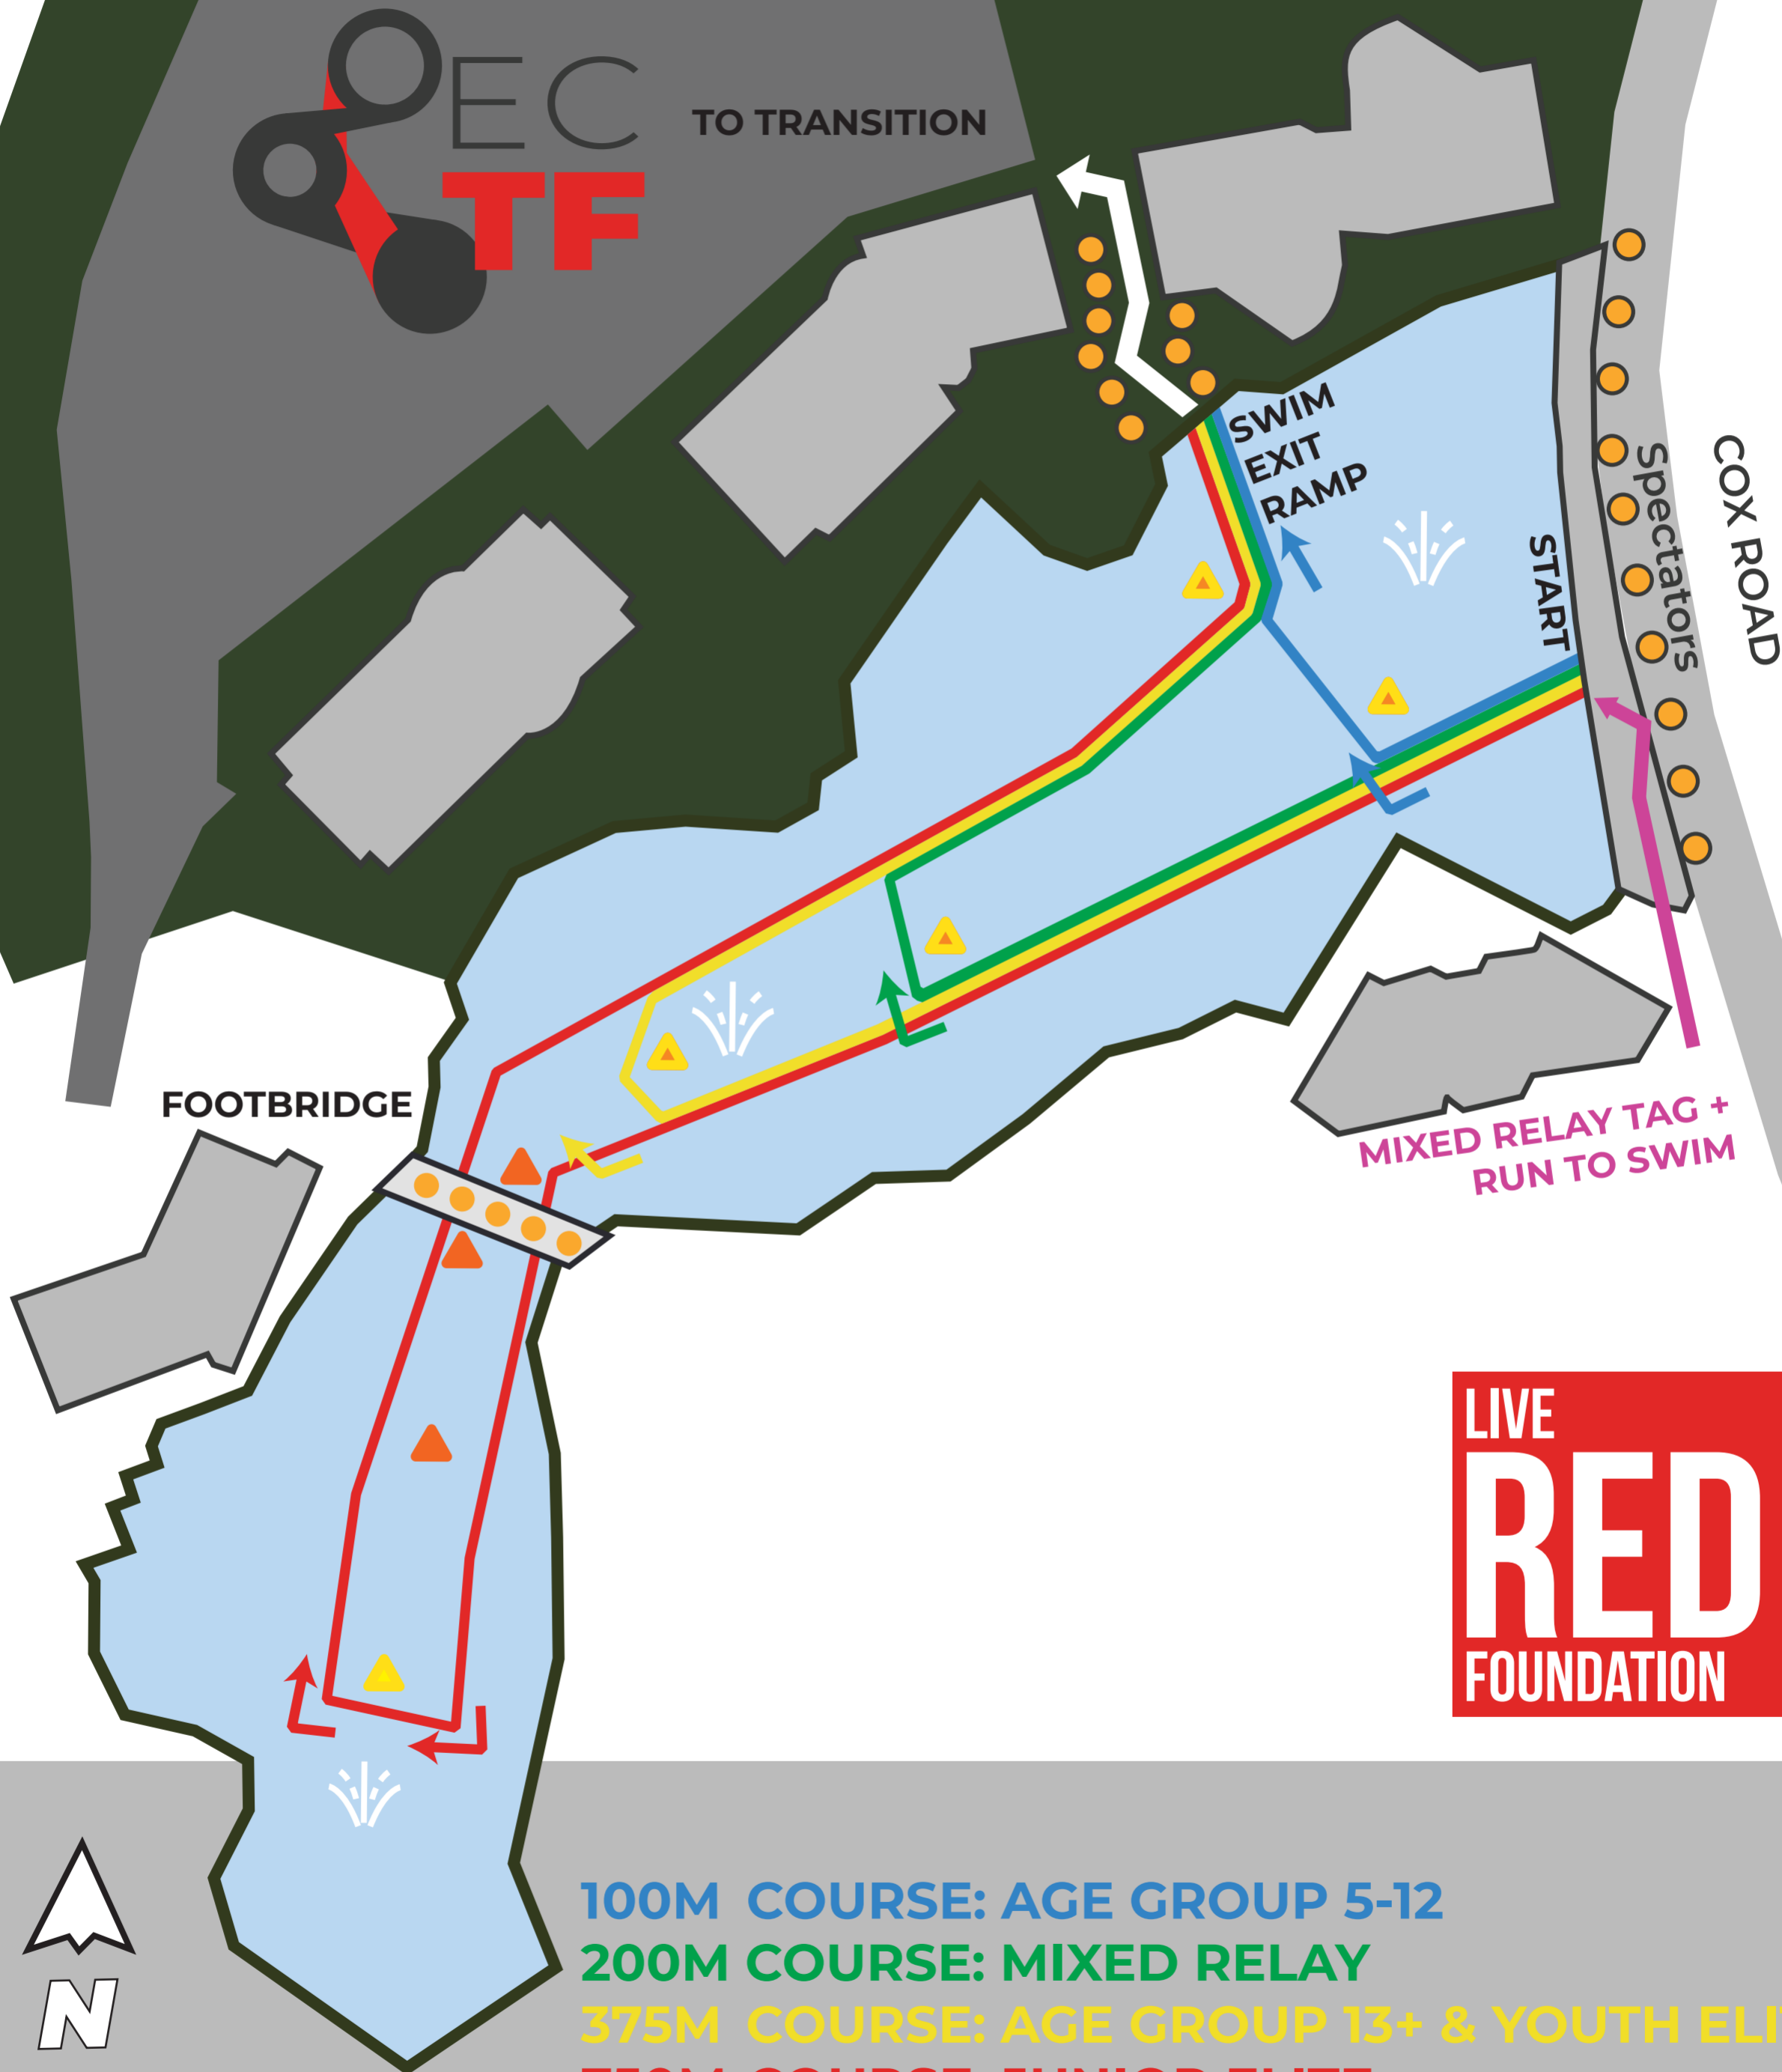 EC
TF
TO TRANSITION
SWIM
EXIT
RAMP
START
Spectators
COX ROAD
FOOTBRIDGE
MIXED RELAY TAG +
RUN TO SWIM
LIVE
RED
FOUNDATION
N
100M COURSE: AGE GROUP 5-12
200M COURSE: MIXED RELAY
375M COURSE: AGE GROUP 13+ & YOUTH ELI